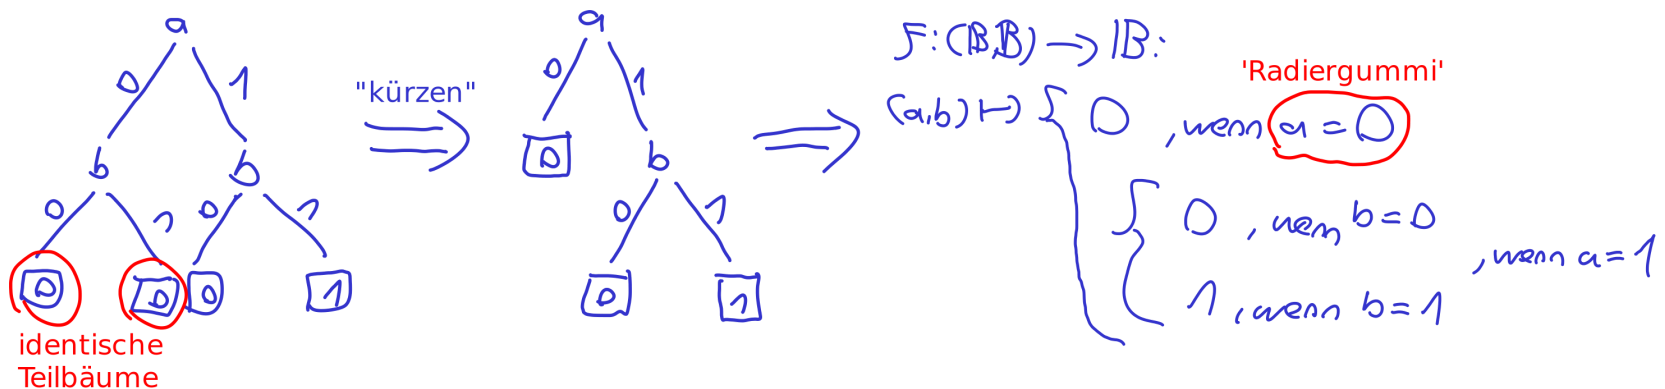 a
0 1
b b
0 1 0 1
0 0 0 1
identische
Teilbäume
"kürzen"
a
0 1
0 b
0 1
0 1
F:(𝔹,𝔹)→𝔹:
'Radiergummi'
(a,b) ↦ { 0 , wenn a = 0
{ 0 , wenn b = 0
, wenn a = 1
1 , wenn b = 1